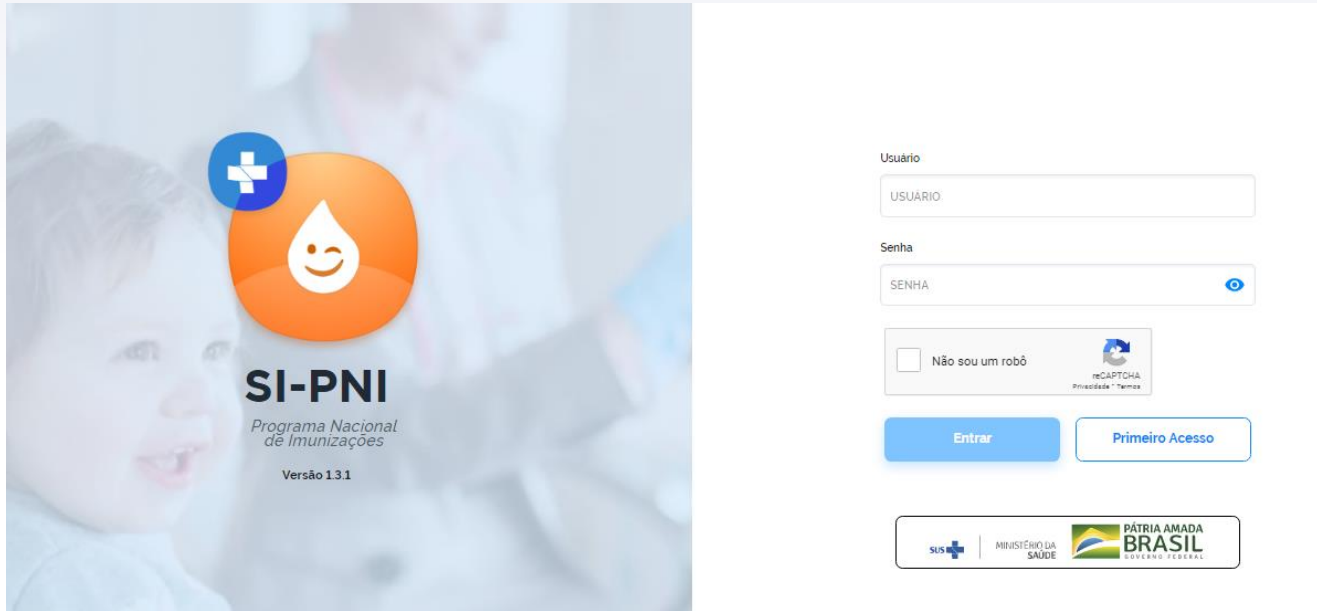 SI-PNI
Programa Nacional
de Imunizações
Versão 1.3.1
Usuário
USUÁRIO
Senha
SENHA
Não sou um robô
reCAPTCHA
Privacidade - Termos
Entrar
Primeiro Acesso
SUS
MINISTÉRIO DA
SAÚDE
PÁTRIA AMADA
BRASIL
GOVERNO FEDERAL